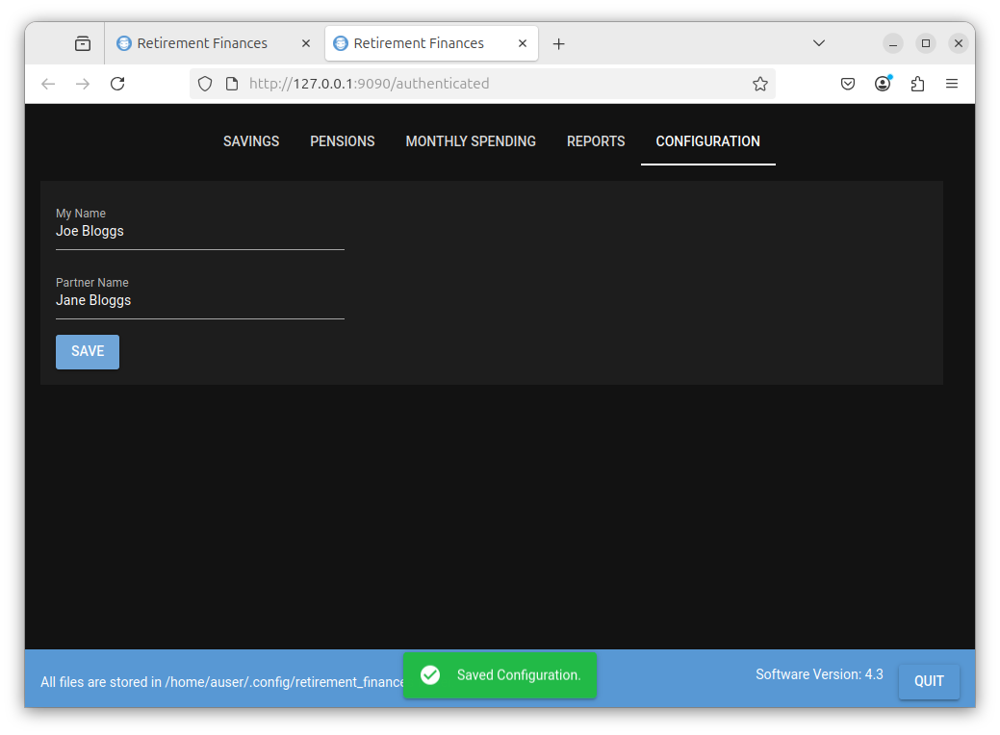 Retirement Finances
Retirement Finances
http://127.0.0.1:9090/authenticated
SAVINGS PENSIONS MONTHLY SPENDING REPORTS CONFIGURATION
My Name
Joe Bloggs
Partner Name
Jane Bloggs
SAVE
All files are stored in /home/auser/.config/retirement_finance
Saved Configuration.
Software Version: 4.3
QUIT